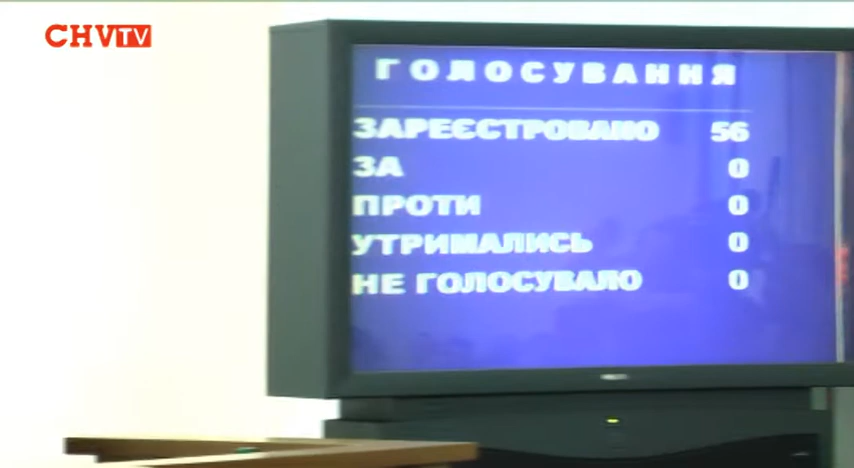 CHVTV
ГОЛОСУВАННЯ
ЗАРЕЄСТРОВАНО 56
ЗА 0
ПРОТИ 0
УТРИМАЛИСЬ 0
НЕ ГОЛОСУВАЛО 0